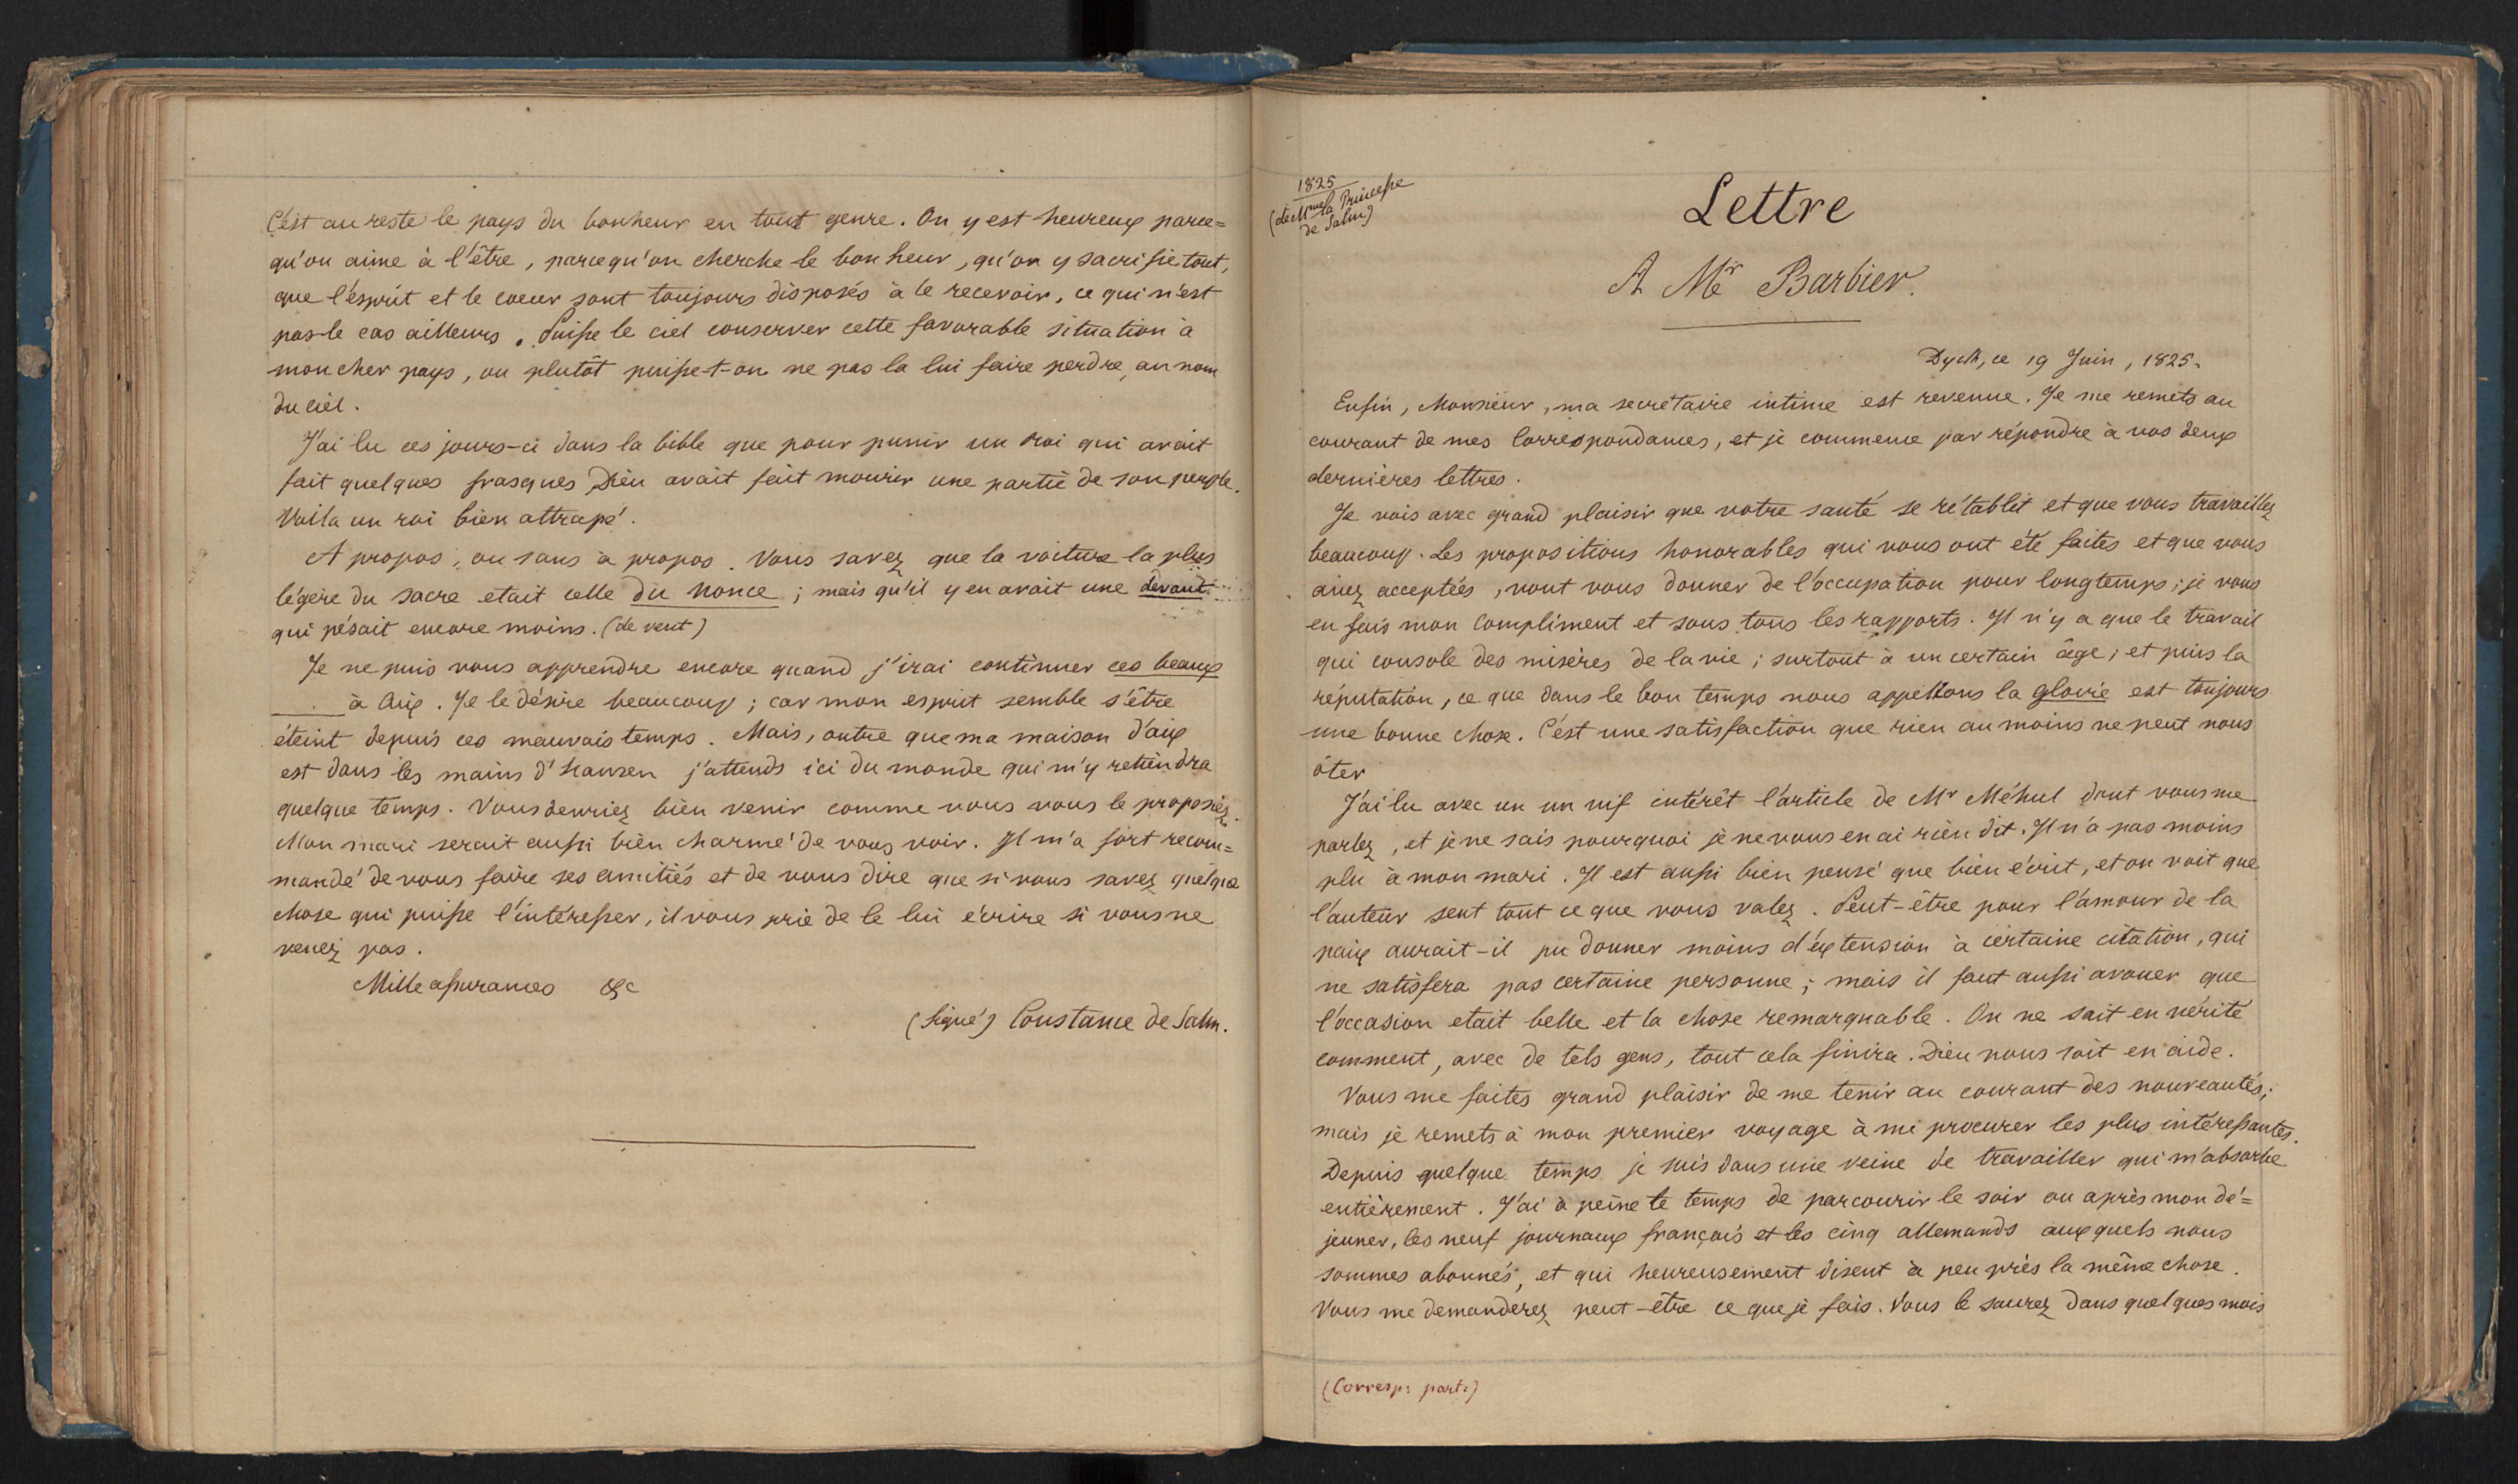 C'est au reste le pays du bonheur en tout genre. On y est heureux parce=
qu'on aime à l'être, parcequ'on cherche le bonheur, qu'on y sacrifie tout,
que l'esprit et le coeur sont toujours disposés à le recevoir, ce qui n'est
pas le cas ailleurs. Puisse le ciel conserver cette favorable situation à
mon cher pays, ou plutôt puisse-t-on ne pas la lui faire perdre, au nom
du ciel.
J'ai lu ces jours-ci dans la bible que pour punir un roi qui avait
fait quelques frasques Dieu avait fait mourir une partie de son peuple.
Voila un roi bien attrapé.
A propos, ou sans à propos. Vous savez que la voiture la plus
légère du sacre etait celle du nonce; mais qu'il y en avait une devant
qui pésait encore moins. (de vent)
Je ne puis vous apprendre encore quand j'irai continuer ces beaux
à Aix. Je le désire beaucoup; car mon esprit semble s'être
éteint depuis ces mauvais temps. Mais, outre que ma maison d'aix
est dans les mains d'Hansen j'attends ici du monde qui m'y retiendra
quelque temps. Vous devriez bien venir comme vous vous le proposiez.
Mon mari serait aussi bien charmé de vous voir. Il m'a fort recom=
mandé de vous faire ses amitiés et de vous dire que si vous savez quelque
chose qui puisse l'intéresser, il vous prie de le lui écrire si vous ne
venez pas.
Mille assurances &c
(signé) Constance de Salm.
1825
(de Mme la Princesse
de Salm)
Lettre
A Mr Barbier.
Dyck, ce 19 Juin, 1825.
Enfin, Monsieur, ma secrétaire intime est revenue. Je me remets au
courant de mes Correspondances, et je commence par répondre à vos deux
dernières lettres.
Je vois avec grand plaisir que votre santé se rétablit et que vous travaillez
beaucoup. Les propositions honorables qui vous ont été faites et que vous
avez acceptées, vont vous donner de l'occupation pour longtemps; je vous
en fais mon Compliment et sous tous les rapports. Il n'y a que le travail
qui console des misères de la vie; surtout à un certain âge; et puis la
réputation, ce que dans le bon temps nous appellons la gloire est toujours
une bonne chose. C'est une satisfaction que rien au moins ne peut nous
ôter
J'ai lu avec un un vif intérêt l'article de Mr Méhul dont vous me
parlez, et je ne sais pourquoi je ne vous en ai rien dit. Il n'a pas moins
plu à mon mari. Il est aussi bien pensé que bien écrit, et on voit que
l'auteur sent tout ce que vous valez. Peut-être pour l'amour de la
paix aurait-il pu donner moins d'extension à certaine citation, qui
ne satisfera pas certaine personne; mais il faut aussi avouer que
l'occasion etait belle et la chose remarquable. On ne sait en vérité
comment, avec de tels gens, tout cela finira. Dieu nous soit en aide.
Vous me faites grand plaisir de me tenir au courant des nouveautés;
mais je remets à mon premier voyage à me procurer les plus intéressantes.
Depuis quelque temps je suis dans une veine de travailler qui m'absorbe
entièrement. J'ai à peine le temps de parcourir le soir ou après mon dé=
jeuner, les neuf journaux français et les cinq allemands auxquels nous
sommes abonnés, et qui heureusement disent à peu près la même chose.
Vous me demanderez peut-être ce que je fais. Vous le saurez dans quelques mois
(Corresp: part:)